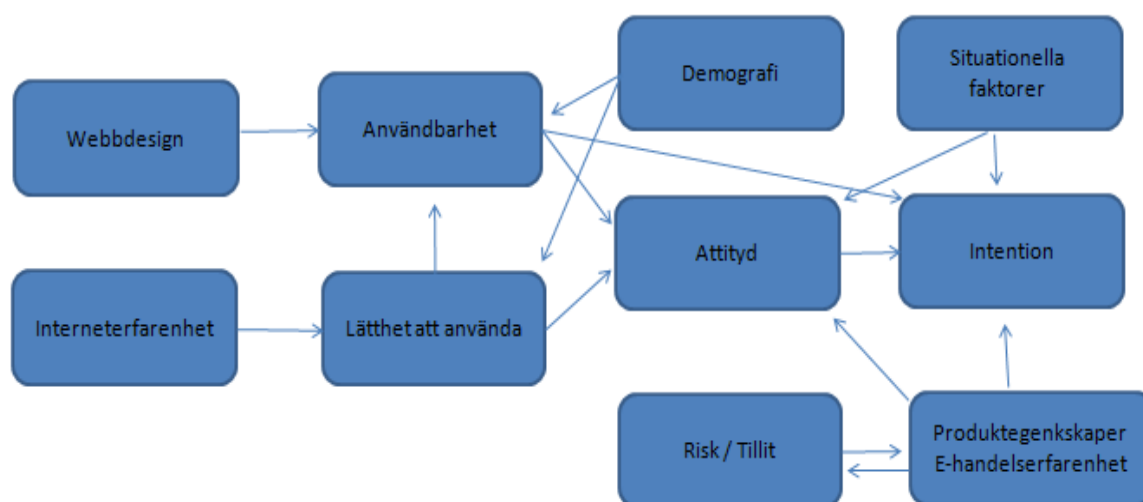 Demografi
Situationella
faktorer
Webbdesign
Användbarhet
Attityd
Intention
Interneterfarenhet
Lätthet att använda
Risk / Tillit
Produktegenkskaper
E-handelserfarenhet